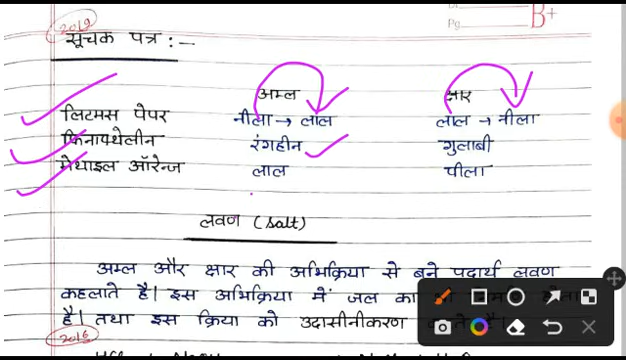 2019
B+
Pg
सूचक पत्र :-
अम्ल क्षार
लिटमस पेपर नीला → लाल लाल → नीला
फिनाफ्थेलीन रंगहीन गुलाबी
मेथाइल ऑरेन्ज लाल पीला
लवण (Salt)
अम्ल और क्षार की अभिक्रिया से बने पदार्थ लवण
कहलाते है। इस अभिक्रिया में जल का
है। तथा इस क्रिया को उदासीनीकरण
2016